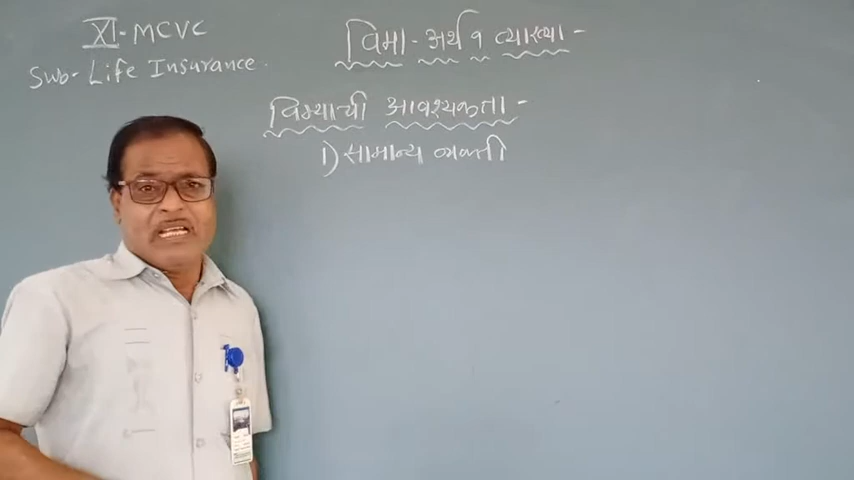 XI - MCVC
Sub- Life Insurance.
विमा - अर्थ व व्याख्या -
विम्याची आवश्यकता -
1) सामान्य व्यक्ती